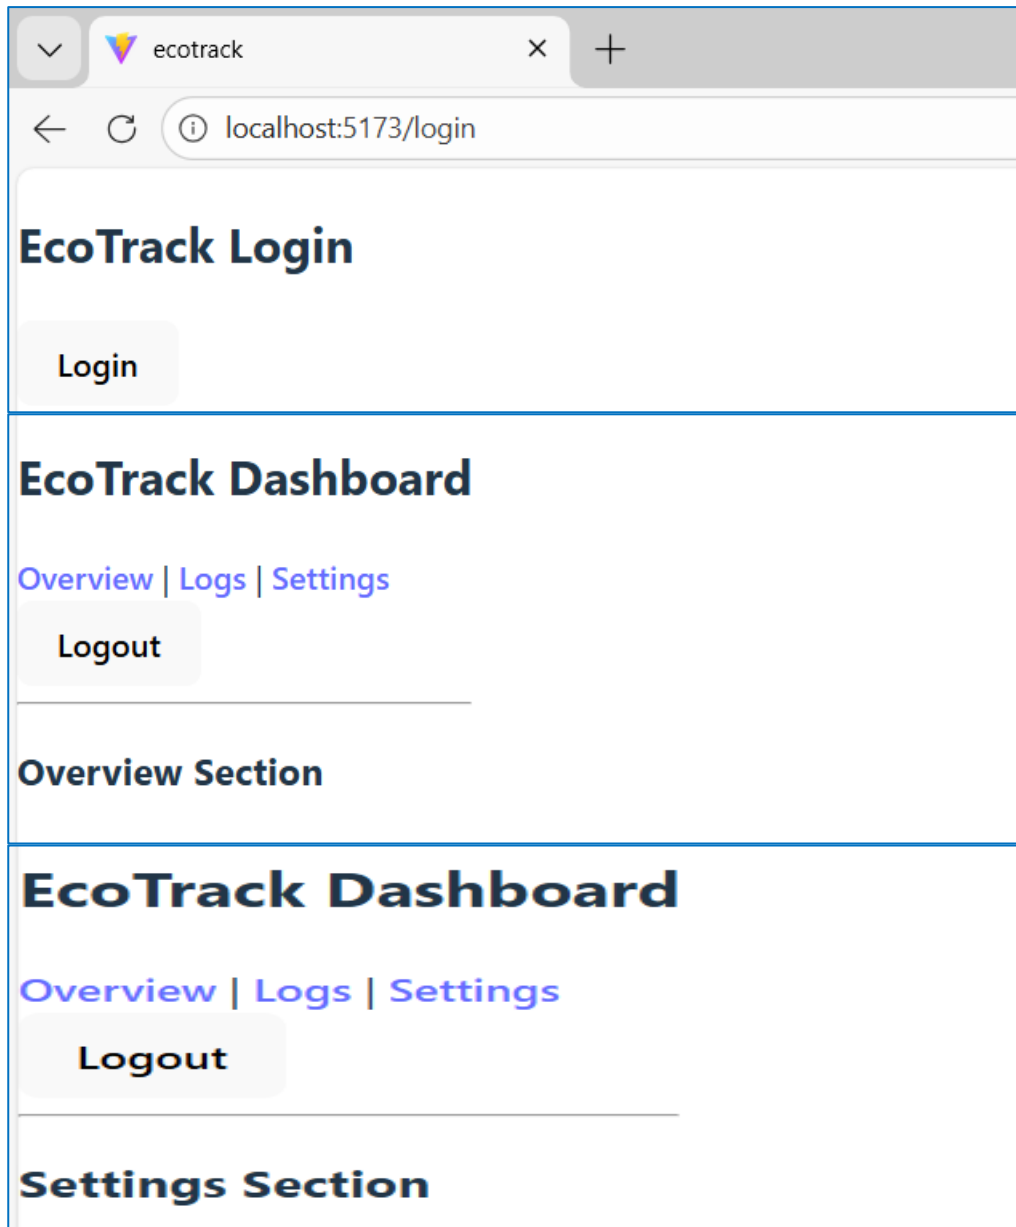 ecotrack
localhost:5173/login
EcoTrack Login
Login
EcoTrack Dashboard
Overview | Logs | Settings
Logout
Overview Section
EcoTrack Dashboard
Overview | Logs | Settings
Logout
Settings Section